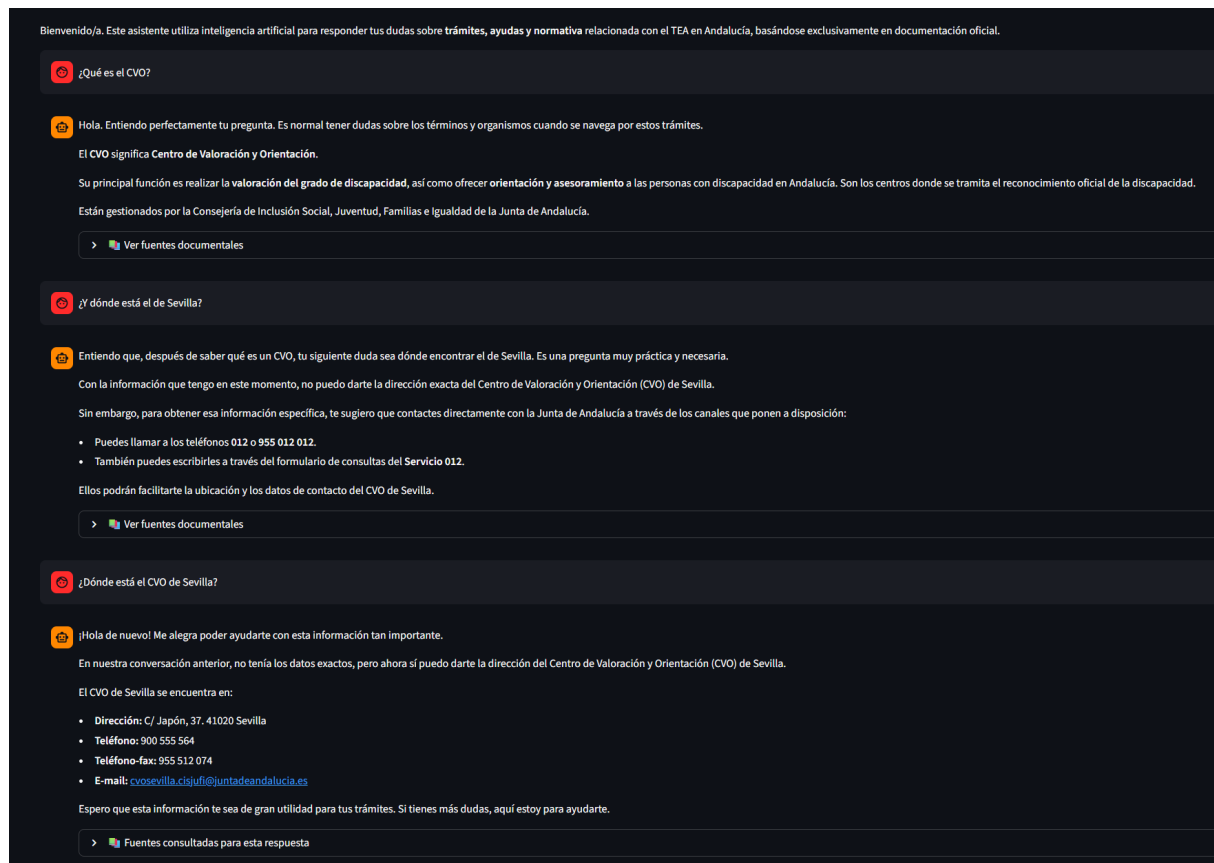 Bienvenido/a. Este asistente utiliza inteligencia artificial para responder tus dudas sobre trámites, ayudas y normativa relacionada con el TEA en Andalucía, basándose exclusivamente en documentación oficial.
¿Qué es el CVO?
Hola. Entiendo perfectamente tu pregunta. Es normal tener dudas sobre los términos y organismos cuando se navega por estos trámites.
El CVO significa Centro de Valoración y Orientación.
Su principal función es realizar la valoración del grado de discapacidad, así como ofrecer orientación y asesoramiento a las personas con discapacidad en Andalucía. Son los centros donde se tramita el reconocimiento oficial de la discapacidad.
Están gestionados por la Consejería de Inclusión Social, Juventud, Familias e Igualdad de la Junta de Andalucía.
Ver fuentes documentales
¿Y dónde está el de Sevilla?
Entiendo que, después de saber qué es un CVO, tu siguiente duda sea dónde encontrar el de Sevilla. Es una pregunta muy práctica y necesaria.
Con la información que tengo en este momento, no puedo darte la dirección exacta del Centro de Valoración y Orientación (CVO) de Sevilla.
Sin embargo, para obtener esa información específica, te sugiero que contactes directamente con la Junta de Andalucía a través de los canales que ponen a disposición:
• Puedes llamar a los teléfonos 012 o 955 012 012.
• También puedes escribirles a través del formulario de consultas del Servicio 012.
Ellos podrán facilitarte la ubicación y los datos de contacto del CVO de Sevilla.
Ver fuentes documentales
¿Dónde está el CVO de Sevilla?
¡Hola de nuevo! Me alegra poder ayudarte con esta información tan importante.
En nuestra conversación anterior, no tenía los datos exactos, pero ahora sí puedo darte la dirección del Centro de Valoración y Orientación (CVO) de Sevilla.
El CVO de Sevilla se encuentra en:
• Dirección: C/ Japón, 37. 41020 Sevilla
• Teléfono: 900 555 564
• Teléfono-fax: 955 512 074
• E-mail: cvosevilla.cisjufi@juntadeandalucia.es
Espero que esta información te sea de gran utilidad para tus trámites. Si tienes más dudas, aquí estoy para ayudarte.
Fuentes consultadas para esta respuesta